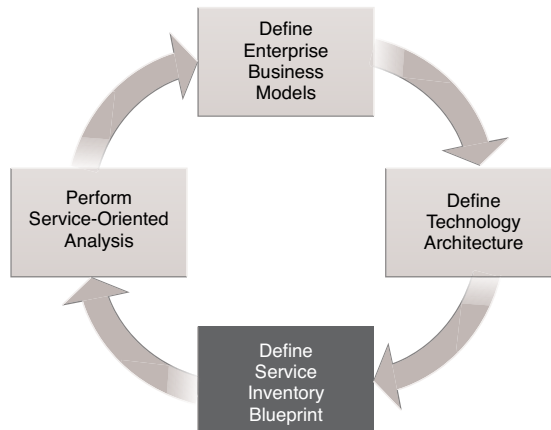 Define
Enterprise
Business
Models
Define
Technology
Architecture
Define
Service
Inventory
Blueprint
Perform
Service-Oriented
Analysis